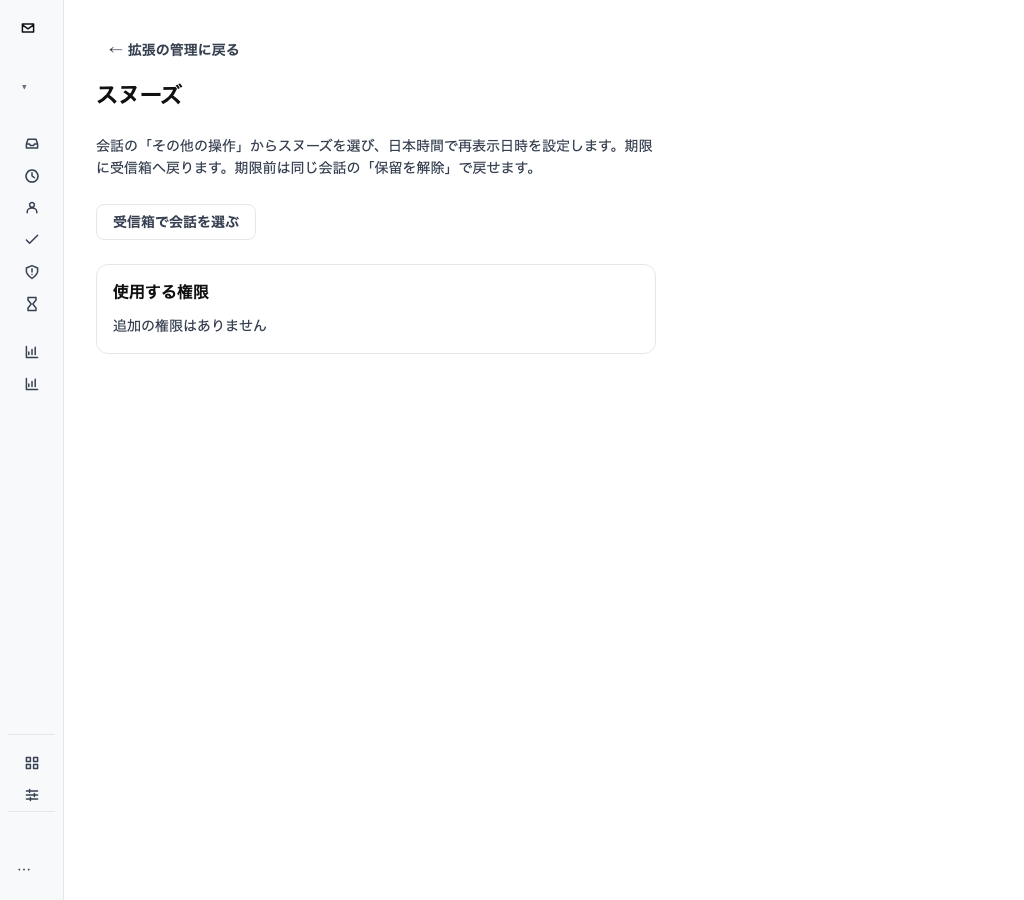 ← 拡張の管理に戻る
スヌーズ
会話の「その他の操作」からスヌーズを選び、日本時間で再表示日時を設定します。期限
に受信箱へ戻ります。期限前は同じ会話の「保留を解除」で戻せます。
受信箱で会話を選ぶ
使用する権限
追加の権限はありません